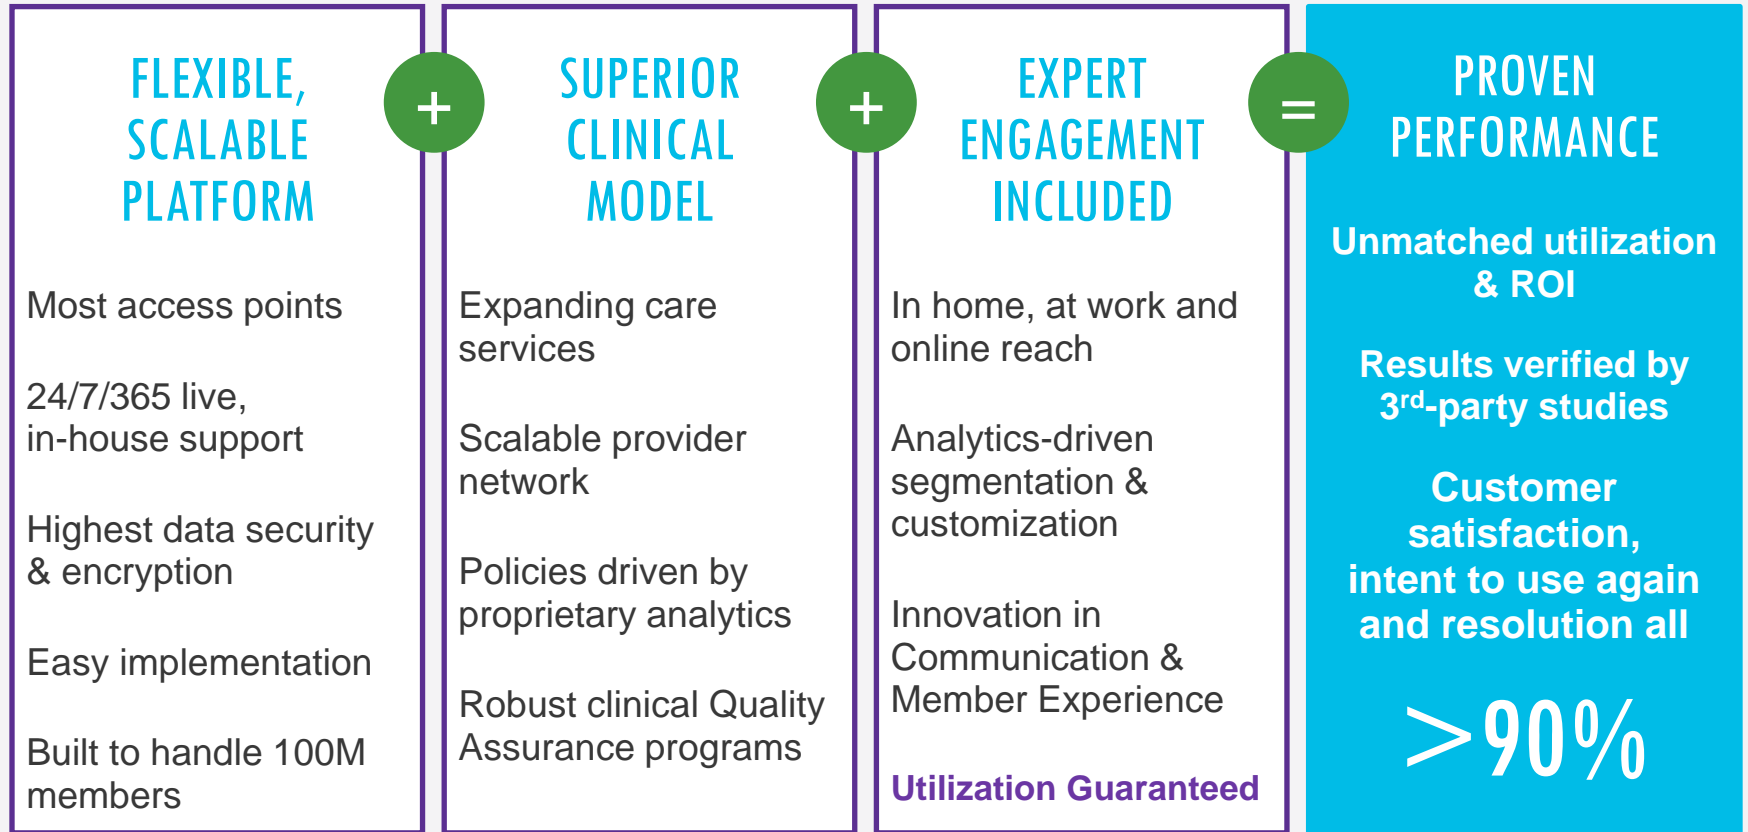 FLEXIBLE,
SCALABLE
PLATFORM
Most access points
24/7/365 live,
in-house support
Highest data security
& encryption
Easy implementation
Built to handle 100M
members
+
SUPERIOR
CLINICAL
MODEL
Expanding care
services
Scalable provider
network
Policies driven by
proprietary analytics
Robust clinical Quality
Assurance programs
+
EXPERT
ENGAGEMENT
INCLUDED
In home, at work and
online reach
Analytics-driven
segmentation &
customization
Innovation in
Communication &
Member Experience
Utilization Guaranteed
=
PROVEN
PERFORMANCE
Unmatched utilization
& ROI
Results verified by
3rd-party studies
Customer
satisfaction,
intent to use again
and resolution all
>90%